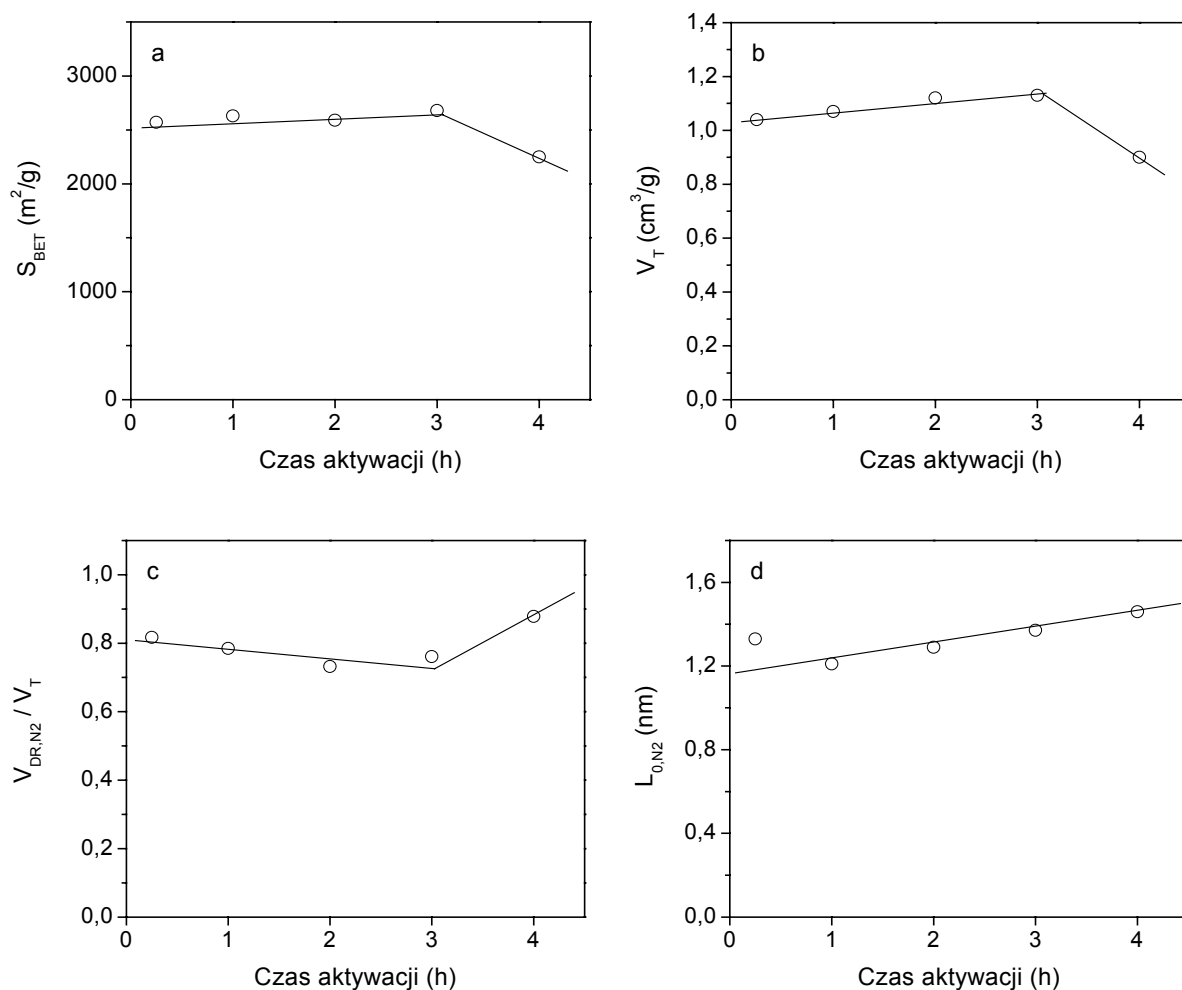 a
3000
2000
1000
0
S_BET (m²/g)
0 1 2 3 4
Czas aktywacji (h)
b
1,4
1,2
1,0
0,8
0,6
0,4
0,2
0,0
V_T (cm³/g)
0 1 2 3 4
Czas aktywacji (h)
c
1,0
0,8
0,6
0,4
0,2
0,0
V_DR,N2 / V_T
0 1 2 3 4
Czas aktywacji (h)
d
1,6
1,2
0,8
0,4
0,0
L_0,N2 (nm)
0 1 2 3 4
Czas aktywacji (h)